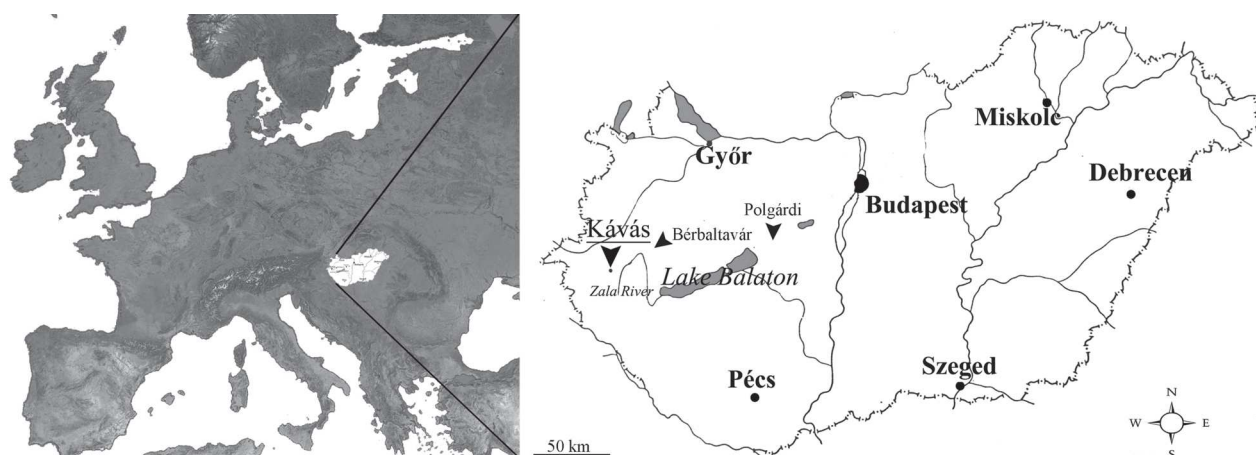 Miskolc
Győr
Debrecen
Polgárdi
Budapest
Kávás
Bérbaltavár
Lake Balaton
Zala River
Szeged
Pécs
N
W E
S
50 km